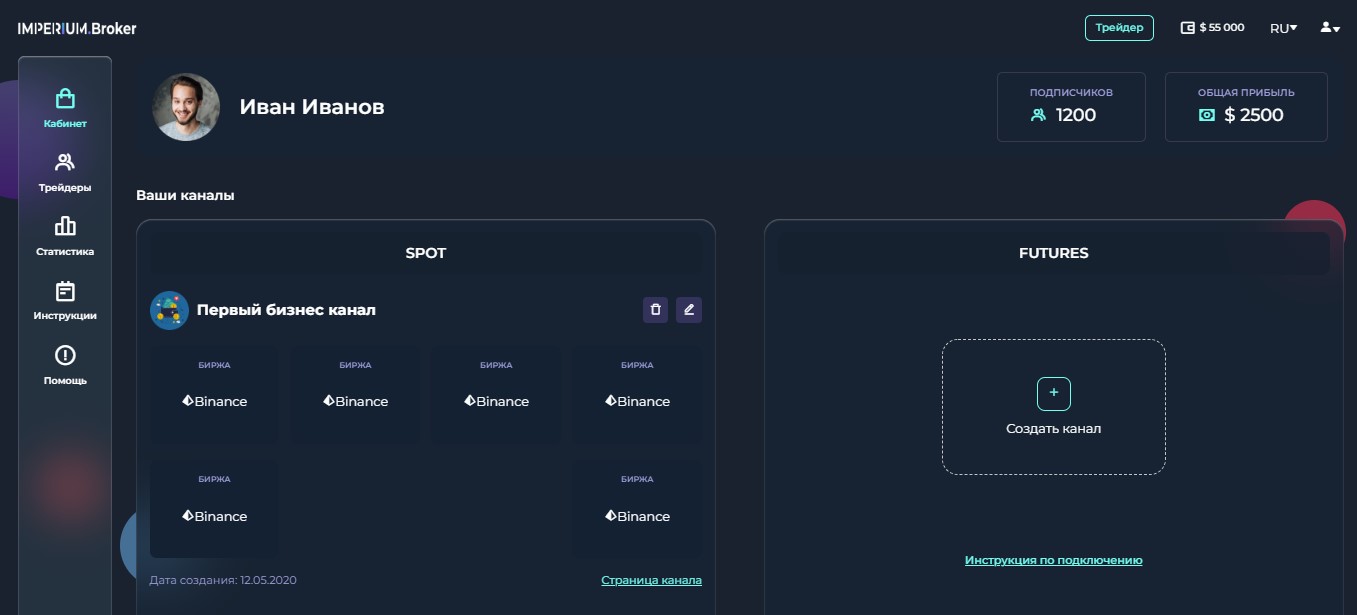 IMPERIUM.Broker
Трейдер
$ 55 000
RU
Кабинет
Трейдеры
Статистика
Инструкции
Помощь
Иван Иванов
ПОДПИСЧИКОВ
1200
ОБЩАЯ ПРИБЫЛЬ
$ 2500
Ваши каналы
SPOT
Первый бизнес канал
БИРЖА БИРЖА БИРЖА БИРЖА
Binance Binance Binance Binance
БИРЖА БИРЖА
Binance Binance
Дата создания: 12.05.2020 Страница канала
FUTURES
+
Создать канал
Инструкция по подключению